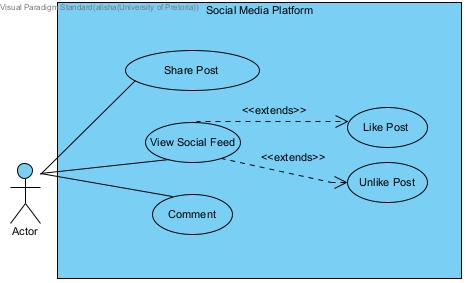 Visual Paradigm Standard(alisha(University of Pretoria))
Social Media Platform
Share Post
<<extends>>
Like Post
View Social Feed
<<extends>>
Unlike Post
Comment
Actor